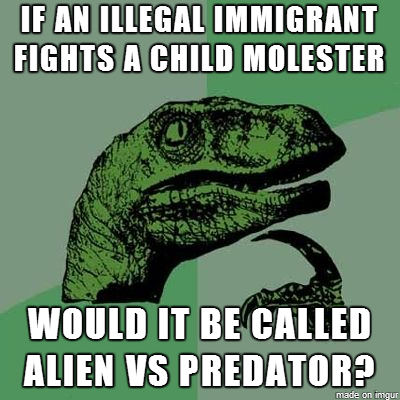 IF AN ILLEGAL IMMIGRANT
FIGHTS A CHILD MOLESTER
WOULD IT BE CALLED
ALIEN VS PREDATOR?
made on imgur